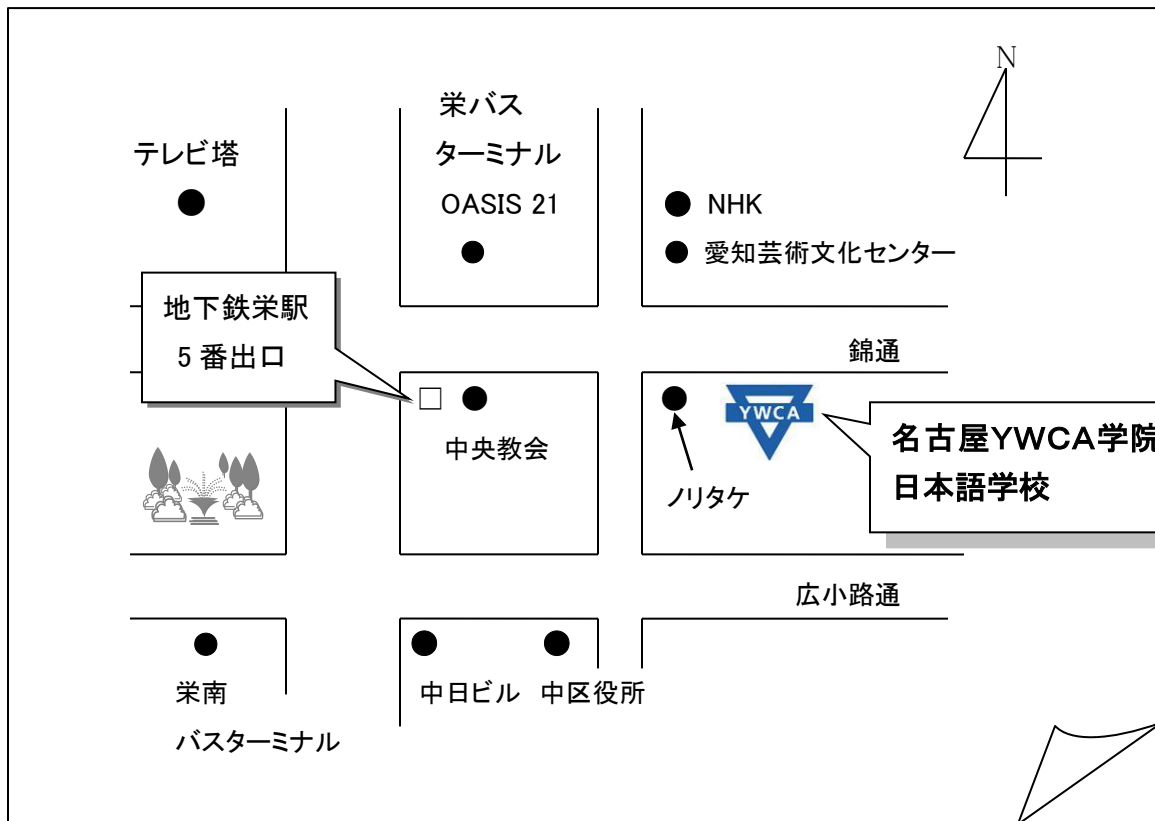 N
栄バス
ターミナル
OASIS 21
テレビ塔
NHK
愛知芸術文化センター
地下鉄栄駅
5 番出口
錦通
YWCA
中央教会
ノリタケ
名古屋YWCA学院
日本語学校
広小路通
栄南
バスターミナル
中日ビル
中区役所